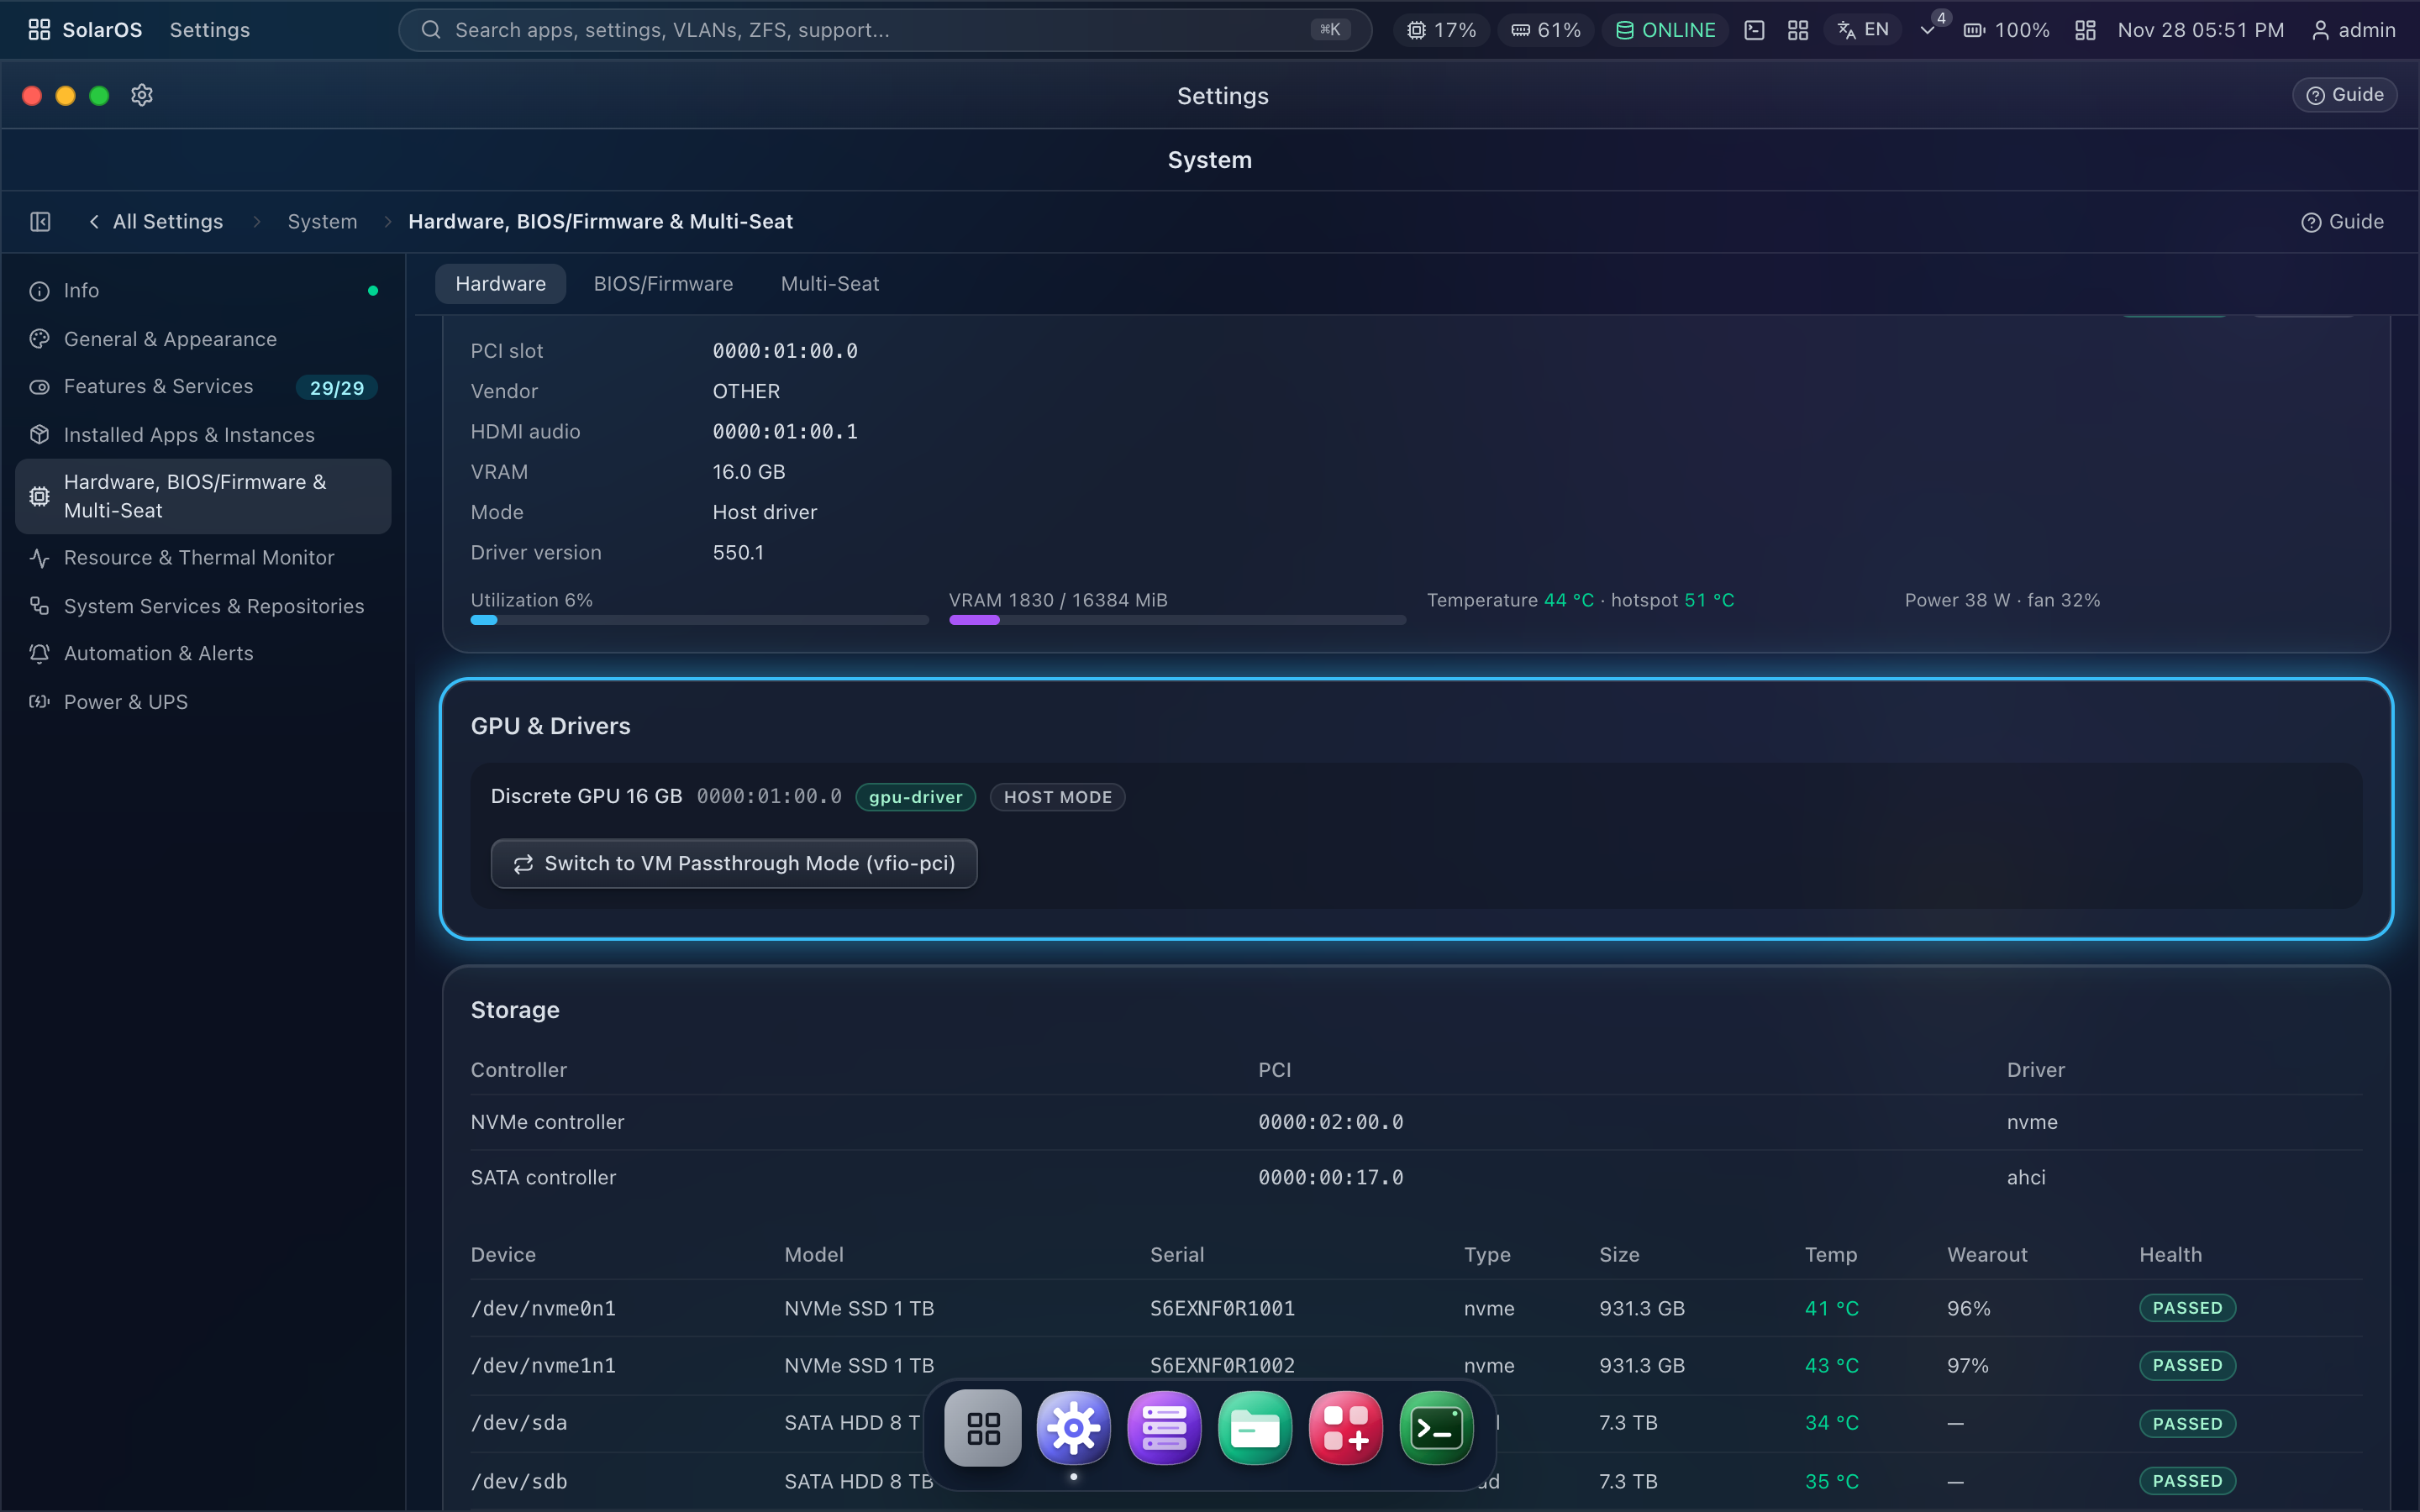 SolarOS Settings Search apps, settings, VLANs, ZFS, support... ⌘K 17% 61% ONLINE EN 4 100% Nov 28 05:51 PM admin
Settings Guide
System
All Settings System Hardware, BIOS/Firmware & Multi-Seat Guide
Info
General & Appearance
Features & Services 29/29
Installed Apps & Instances
Hardware, BIOS/Firmware &
Multi-Seat
Resource & Thermal Monitor
System Services & Repositories
Automation & Alerts
Power & UPS
Hardware BIOS/Firmware Multi-Seat
PCI slot 0000:01:00.0
Vendor OTHER
HDMI audio 0000:01:00.1
VRAM 16.0 GB
Mode Host driver
Driver version 550.1
Utilization 6% VRAM 1830 / 16384 MiB Temperature 44 °C · hotspot 51 °C Power 38 W · fan 32%
GPU & Drivers
Discrete GPU 16 GB 0000:01:00.0 gpu-driver HOST MODE
Switch to VM Passthrough Mode (vfio-pci)
Storage
Controller PCI Driver
NVMe controller 0000:02:00.0 nvme
SATA controller 0000:00:17.0 ahci
Device Model Serial Type Size Temp Wearout Health
/dev/nvme0n1 NVMe SSD 1 TB S6EXNF0R1001 nvme 931.3 GB 41 °C 96% PASSED
/dev/nvme1n1 NVMe SSD 1 TB S6EXNF0R1002 nvme 931.3 GB 43 °C 97% PASSED
/dev/sda SATA HDD 8 T 7.3 TB 34 °C — PASSED
/dev/sdb SATA HDD 8 TB 7.3 TB 35 °C — PASSED